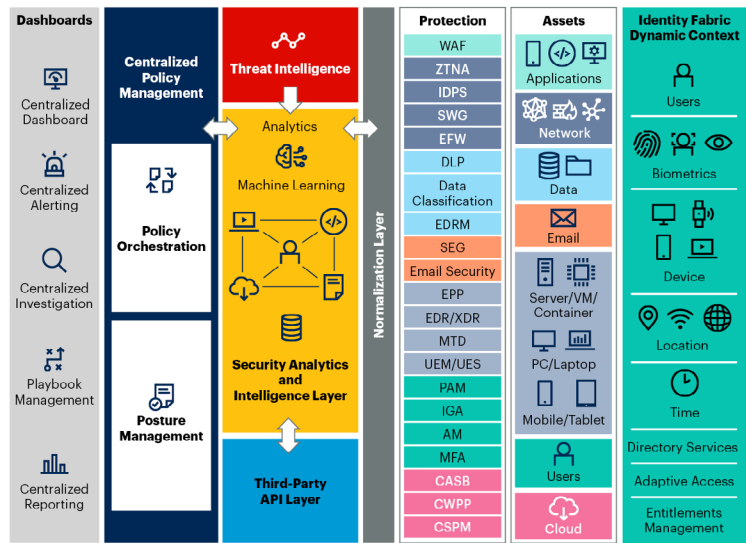 Dashboards
Centralized
Dashboard
Centralized
Alerting
Centralized
Investigation
Playbook
Management
Centralized
Reporting
Centralized
Policy
Management
Policy
Orchestration
Posture
Management
Threat Intelligence
Analytics
Machine Learning
Security Analytics
and
Intelligence Layer
Third-Party
API Layer
Normalization Layer
Protection
WAF
ZTNA
IDPS
SWG
EFW
DLP
Data
Classification
EDRM
SEG
Email Security
EPP
EDR/XDR
MTD
UEM/UES
PAM
IGA
AM
MFA
CASB
CWPP
CSPM
Assets
Applications
Network
Data
Email
Server/VM/
Container
PC/Laptop
Mobile/Tablet
Users
Cloud
Identity Fabric
Dynamic Context
Users
Biometrics
Device
Location
Time
Directory Services
Adaptive Access
Entitlements
Management